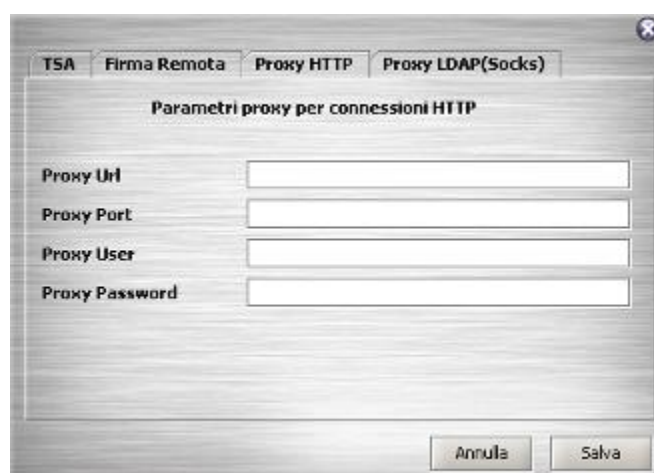 TSA Firma Remota Proxy HTTP Proxy LDAP(Socks)
Parametri proxy per connessioni HTTP
Proxy Url
Proxy Port
Proxy User
Proxy Password
Annulla Salva